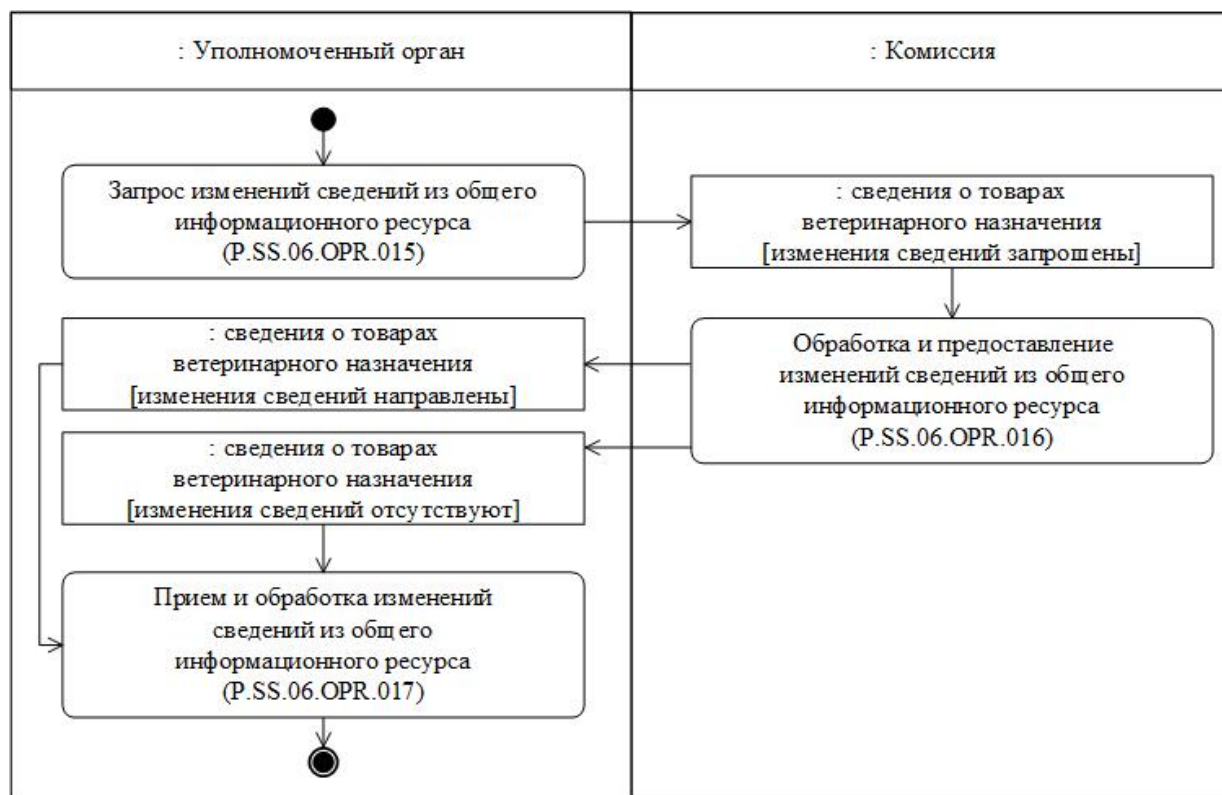 : Уполномоченный орган
: Комиссия
Запрос изменений сведений из общего
информационного ресурса
(P.SS.06.OPR.015)
: сведения о товарах
ветеринарного назначения
[изменения сведений запрошены]
: сведения о товарах
ветеринарного назначения
[изменения сведений направлены]
Обработка и предоставление
изменений сведений из общего
информационного ресурса
(P.SS.06.OPR.016)
: сведения о товарах
ветеринарного назначения
[изменения сведений отсутствуют]
Прием и обработка изменений
сведений из общего
информационного ресурса
(P.SS.06.OPR.017)